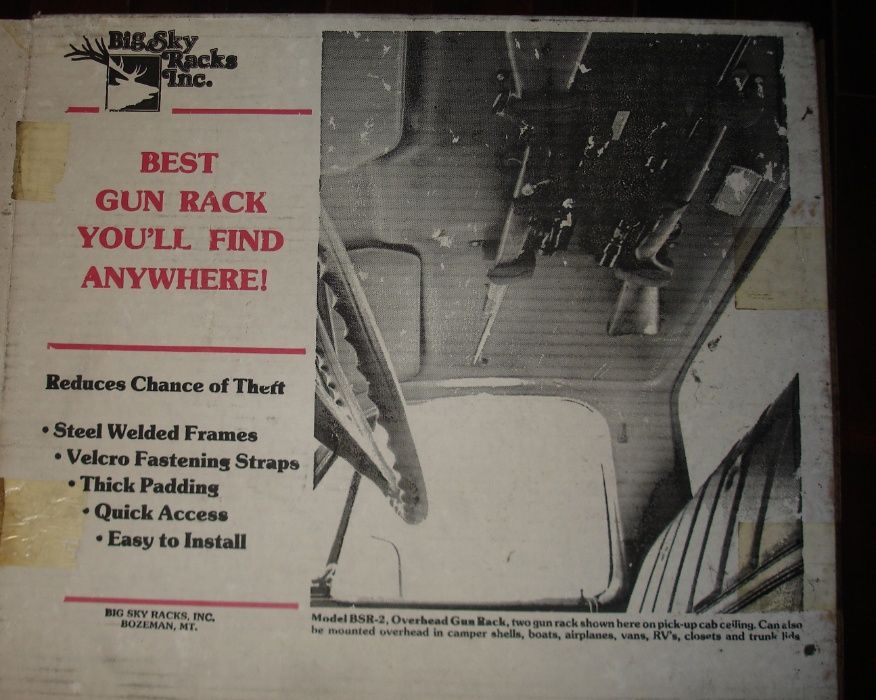 Big Sky
Racks
Inc.
BEST
GUN RACK
YOU'LL FIND
ANYWHERE!
Reduces Chance of Theft
• Steel Welded Frames
• Velcro Fastening Straps
• Thick Padding
• Quick Access
• Easy to Install
BIG SKY RACKS, INC.
BOZEMAN, MT.
Model BSR-2, Overhead Gun Rack, two gun rack shown here on pick-up cab ceiling. Can also
be mounted overhead in camper shells, boats, airplanes, vans, RV's, closets and trunk lids